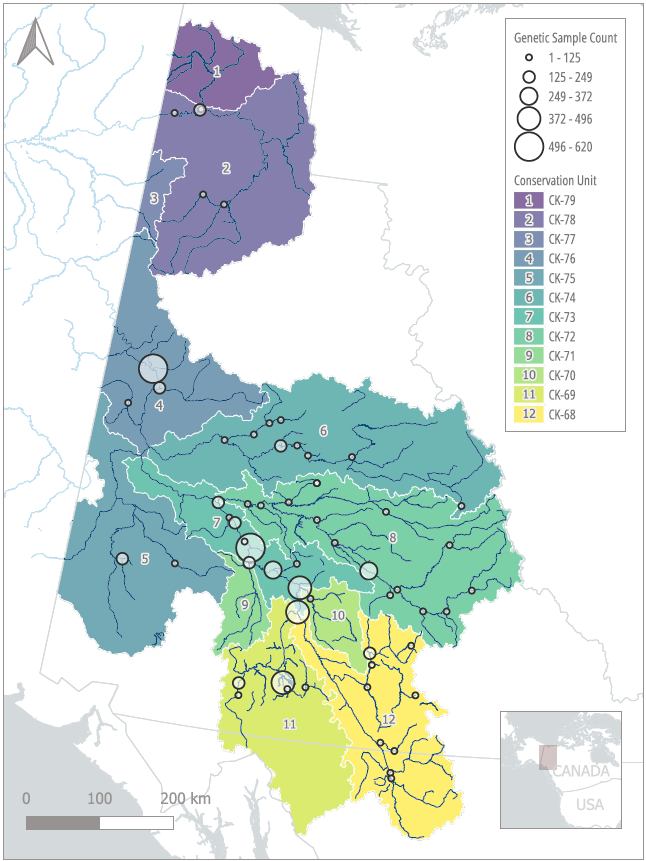 Genetic Sample Count
1 - 125
125 - 249
249 - 372
372 - 496
496 - 620
Conservation Unit
1 CK-79
2 CK-78
3 CK-77
4 CK-76
5 CK-75
6 CK-74
7 CK-73
8 CK-72
9 CK-71
10 CK-70
11 CK-69
12 CK-68
1
2
3
4
6
7
8
5
9
10
11
12
0 100 200 km
CANADA
USA